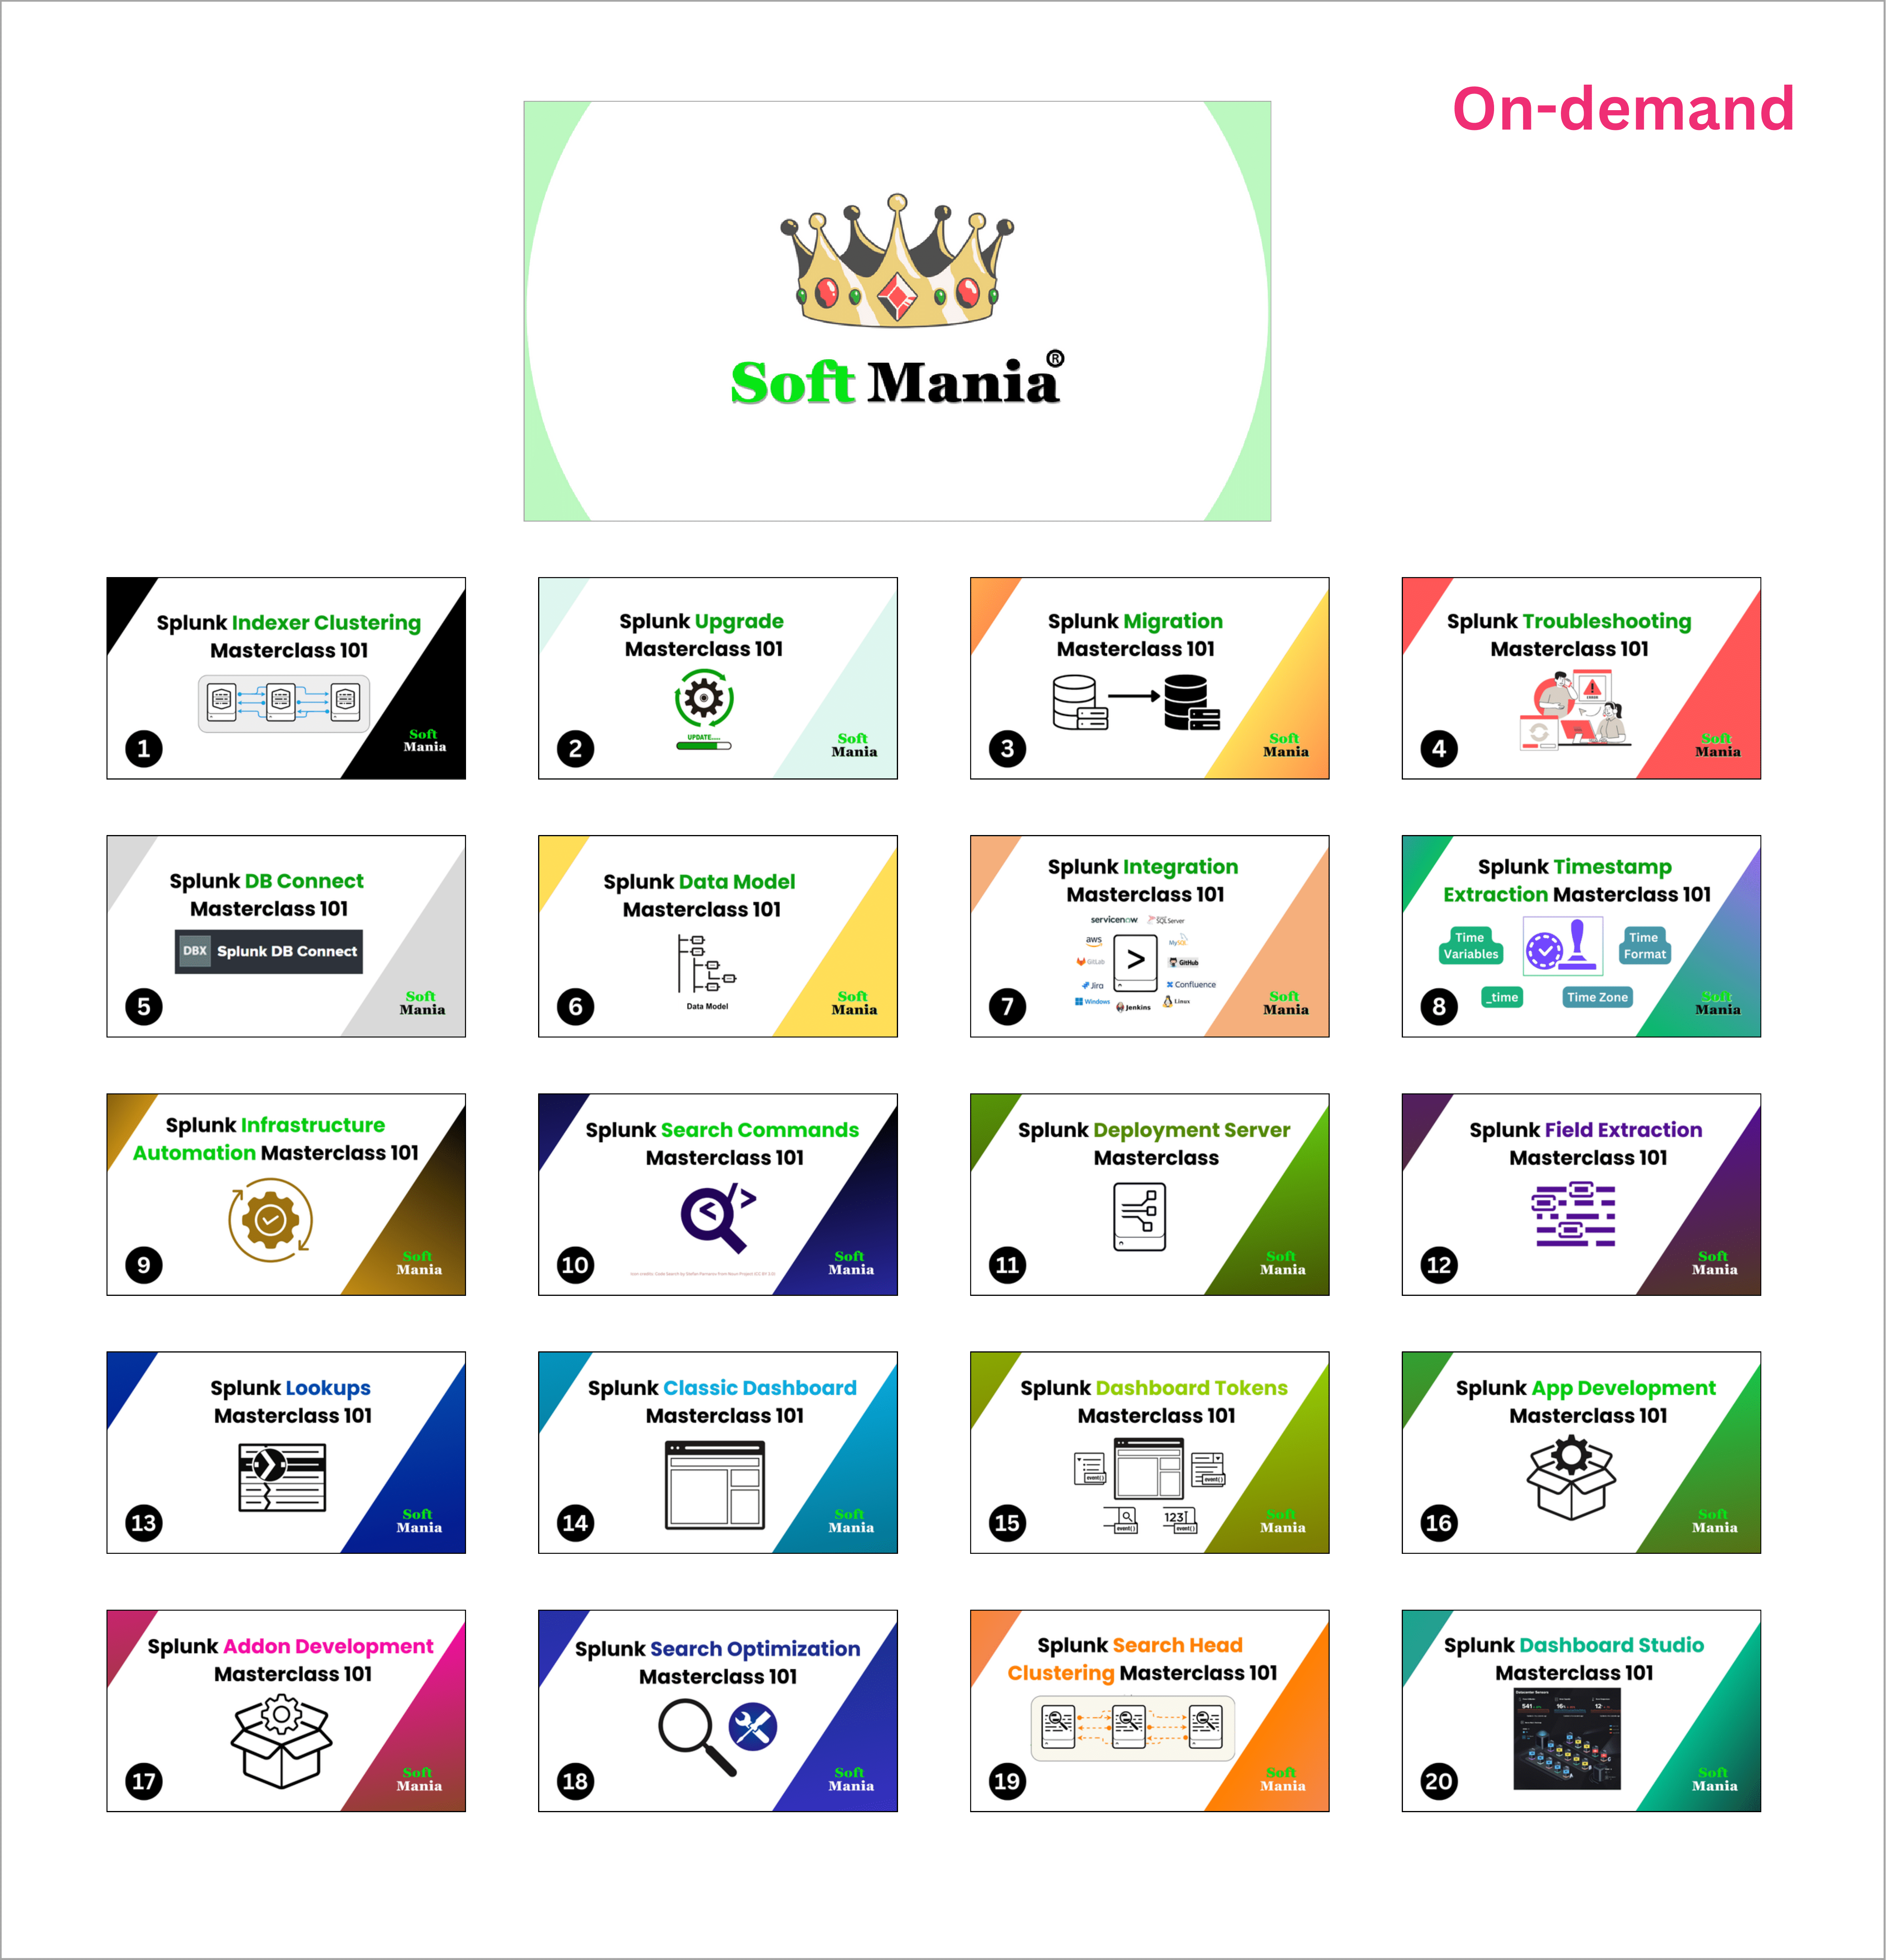 On-demand
Soft Mania®
Splunk Indexer Clustering
Masterclass 101
1
Soft
Mania
Splunk Upgrade
Masterclass 101
UPDATE.....
2
Soft
Mania
Splunk Migration
Masterclass 101
3
Soft
Mania
Splunk Troubleshooting
Masterclass 101
4
Soft
Mania
Splunk DB Connect
Masterclass 101
DBX Splunk DB Connect
5
Soft
Mania
Splunk Data Model
Masterclass 101
Data Model
6
Soft
Mania
Splunk Integration
Masterclass 101
servicenow SQL Server
aws MySQL
GitLab GitHub
Jira Confluence
Windows Jenkins Linux
7
Soft
Mania
Splunk Timestamp
Extraction Masterclass 101
Time
Variables
Time
Format
_time
Time Zone
8
Soft
Mania
Splunk Infrastructure
Automation Masterclass 101
9
Soft
Mania
Splunk Search Commands
Masterclass 101
10
Soft
Mania
Splunk Deployment Server
Masterclass
11
Soft
Mania
Splunk Field Extraction
Masterclass 101
12
Soft
Mania
Splunk Lookups
Masterclass 101
13
Soft
Mania
Splunk Classic Dashboard
Masterclass 101
14
Soft
Mania
Splunk Dashboard Tokens
Masterclass 101
event()
event()
123
event()
event()
15
Soft
Mania
Splunk App Development
Masterclass 101
16
Soft
Mania
Splunk Addon Development
Masterclass 101
17
Soft
Mania
Splunk Search Optimization
Masterclass 101
18
Soft
Mania
Splunk Search Head
Clustering Masterclass 101
19
Soft
Mania
Splunk Dashboard Studio
Masterclass 101
541 16 12
20
Soft
Mania